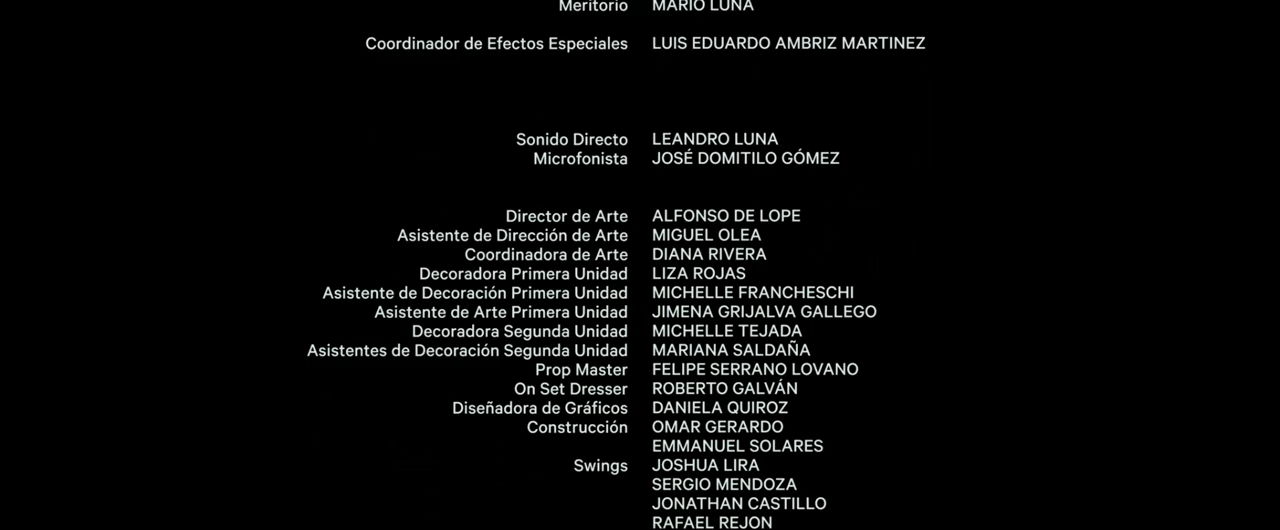 Meritorio MARIO LUNA
Coordinador de Efectos Especiales LUIS EDUARDO AMBRIZ MARTINEZ
Sonido Directo LEANDRO LUNA
Microfonista JOSÉ DOMITILO GÓMEZ
Director de Arte ALFONSO DE LOPE
Asistente de Dirección de Arte MIGUEL OLEA
Coordinadora de Arte DIANA RIVERA
Decoradora Primera Unidad LIZA ROJAS
Asistente de Decoración Primera Unidad MICHELLE FRANCHESCHI
Asistente de Arte Primera Unidad JIMENA GRIJALVA GALLEGO
Decoradora Segunda Unidad MICHELLE TEJADA
Asistentes de Decoración Segunda Unidad MARIANA SALDAÑA
Prop Master FELIPE SERRANO LOVANO
On Set Dresser ROBERTO GALVÁN
Diseñadora de Gráficos DANIELA QUIROZ
Construcción OMAR GERARDO
EMMANUEL SOLARES
Swings JOSHUA LIRA
SERGIO MENDOZA
JONATHAN CASTILLO
RAFAEL REJON